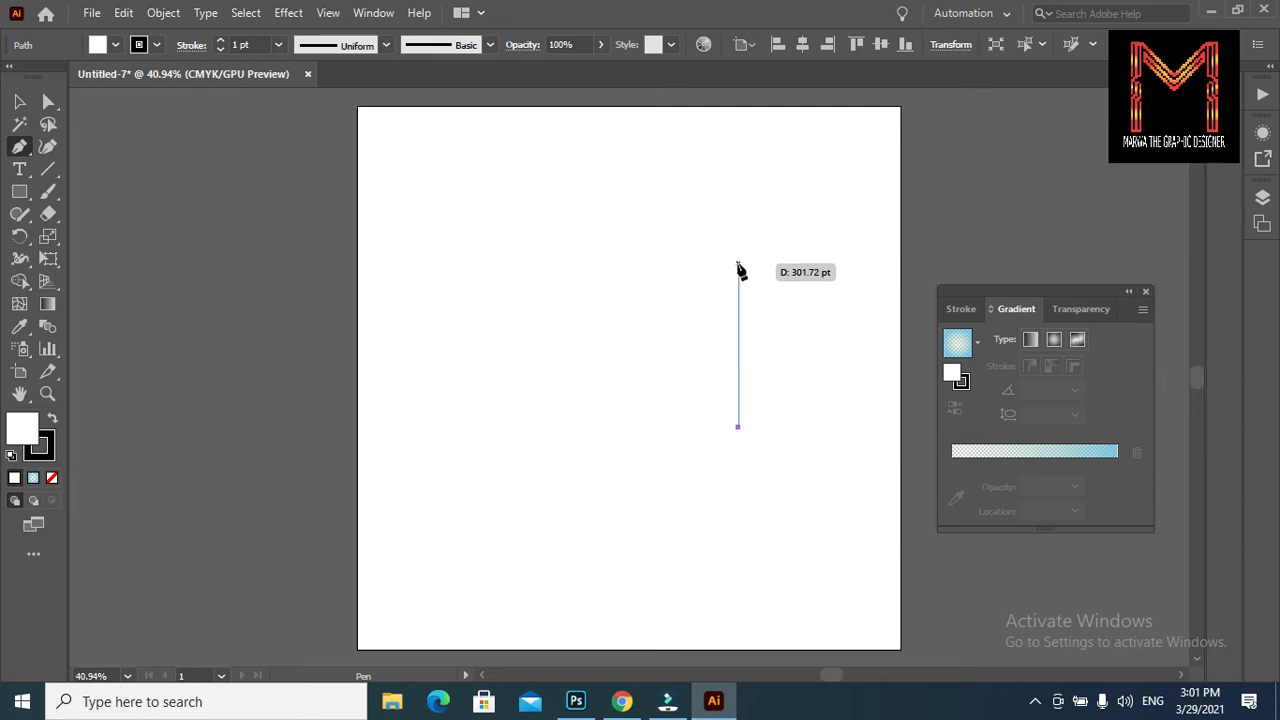 File Edit Object Type Select Effect View Window Help
Automation
Search Adobe Help
Path
Stroke: 1 pt
Uniform
Basic
Opacity: 100%
Style:
Transform
Untitled-7* @ 40.94% (CMYK/GPU Preview)
MARWA THE GRAPHIC DESIGNER
D: 301.72 pt
Stroke Gradient Transparency
Type:
Stroke:
Opacity:
Location:
Activate Windows
Go to Settings to activate Windows.
40.94%
1
Pen
Type here to search
Ps
Ai
ENG
3:01 PM
3/29/2021